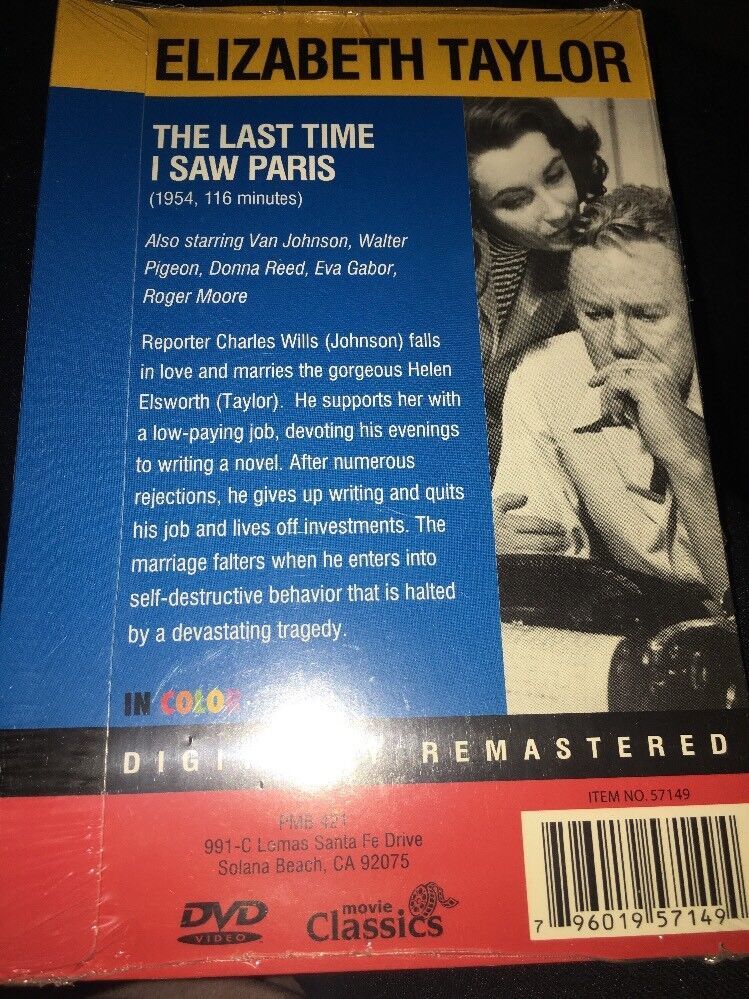 ELIZABETH TAYLOR
THE LAST TIME
I SAW PARIS
(1954, 116 minutes)
Also starring Van Johnson, Walter
Pigeon, Donna Reed, Eva Gabor,
Roger Moore
Reporter Charles Wills (Johnson) falls
in love and marries the gorgeous Helen
Elsworth (Taylor). He supports her with
a low-paying job, devoting his evenings
to writing a novel. After numerous
rejections, he gives up writing and quits
his job and lives off investments. The
marriage falters when he enters into
self-destructive behavior that is halted
by a devastating tragedy.
IN COLOR
REMASTERED
ITEM NO. 57149
PMB 421
991-C Lomas Santa Fe Drive
Solana Beach, CA 92075
DVD
VIDEO
movie
Classics
7 96019 57149